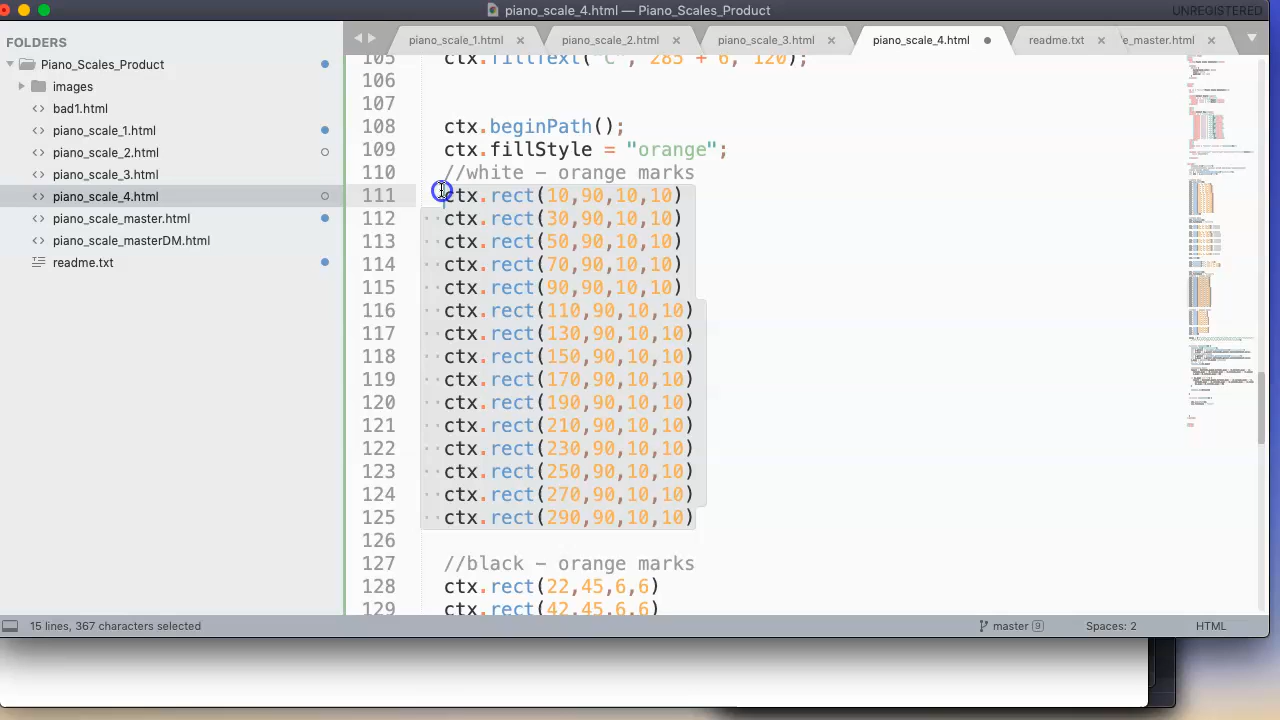 piano_scale_4.html — Piano_Scales_Product
UNREGISTERED
FOLDERS
Piano_Scales_Product
images
bad1.html
piano_scale_1.html
piano_scale_2.html
piano_scale_3.html
piano_scale_4.html
piano_scale_master.html
piano_scale_masterDM.html
readme.txt
piano_scale_1.html
piano_scale_2.html
piano_scale_3.html
piano_scale_4.html
readme.txt
e_master.html
105 ctx.fillText("C", 285 + 6, 120);
106
107
108 ctx.beginPath();
109 ctx.fillStyle = "orange";
110 //white – orange marks
111 ctx.rect(10,90,10,10)
112 ctx.rect(30,90,10,10)
113 ctx.rect(50,90,10,10)
114 ctx.rect(70,90,10,10)
115 ctx.rect(90,90,10,10)
116 ctx.rect(110,90,10,10)
117 ctx.rect(130,90,10,10)
118 ctx.rect(150,90,10,10)
119 ctx.rect(170,90,10,10)
120 ctx.rect(190,90,10,10)
121 ctx.rect(210,90,10,10)
122 ctx.rect(230,90,10,10)
123 ctx.rect(250,90,10,10)
124 ctx.rect(270,90,10,10)
125 ctx.rect(290,90,10,10)
126
127 //black – orange marks
128 ctx.rect(22,45,6,6)
129 ctx.rect(42,45,6,6)
15 lines, 367 characters selected
master 9
Spaces: 2
HTML